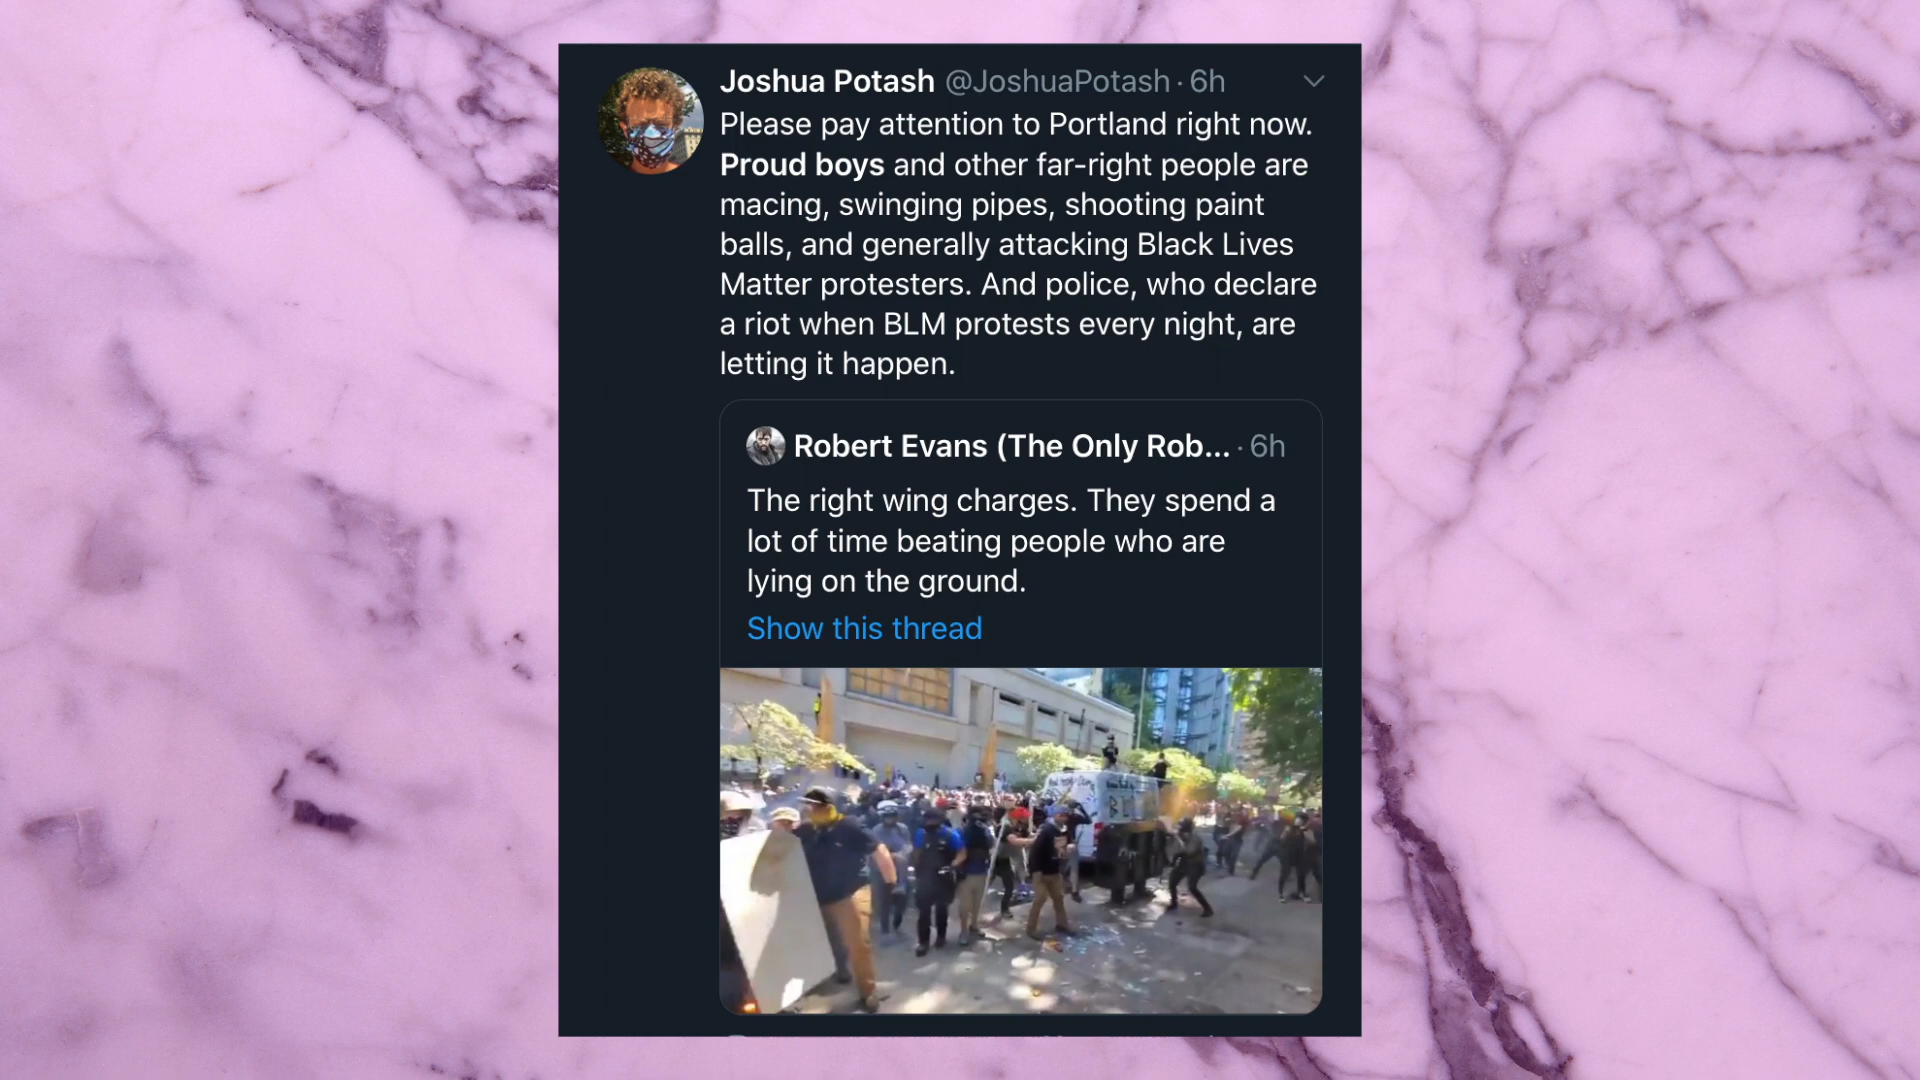 Joshua Potash @JoshuaPotash · 6h
Please pay attention to Portland right now.
Proud boys and other far-right people are
macing, swinging pipes, shooting paint
balls, and generally attacking Black Lives
Matter protesters. And police, who declare
a riot when BLM protests every night, are
letting it happen.
Robert Evans (The Only Rob... · 6h
The right wing charges. They spend a
lot of time beating people who are
lying on the ground.
Show this thread